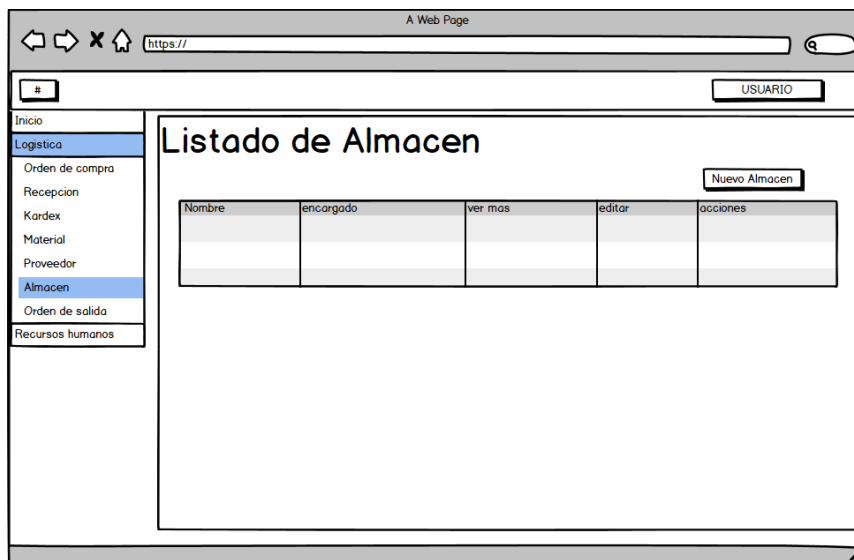 A Web Page
https://
#
USUARIO
Inicio
Logistica
Orden de compra
Recepcion
Kardex
Material
Proveedor
Almacen
Orden de salida
Recursos humanos
Listado de Almacen
Nuevo Almacen
Nombre encargado ver mas editar acciones